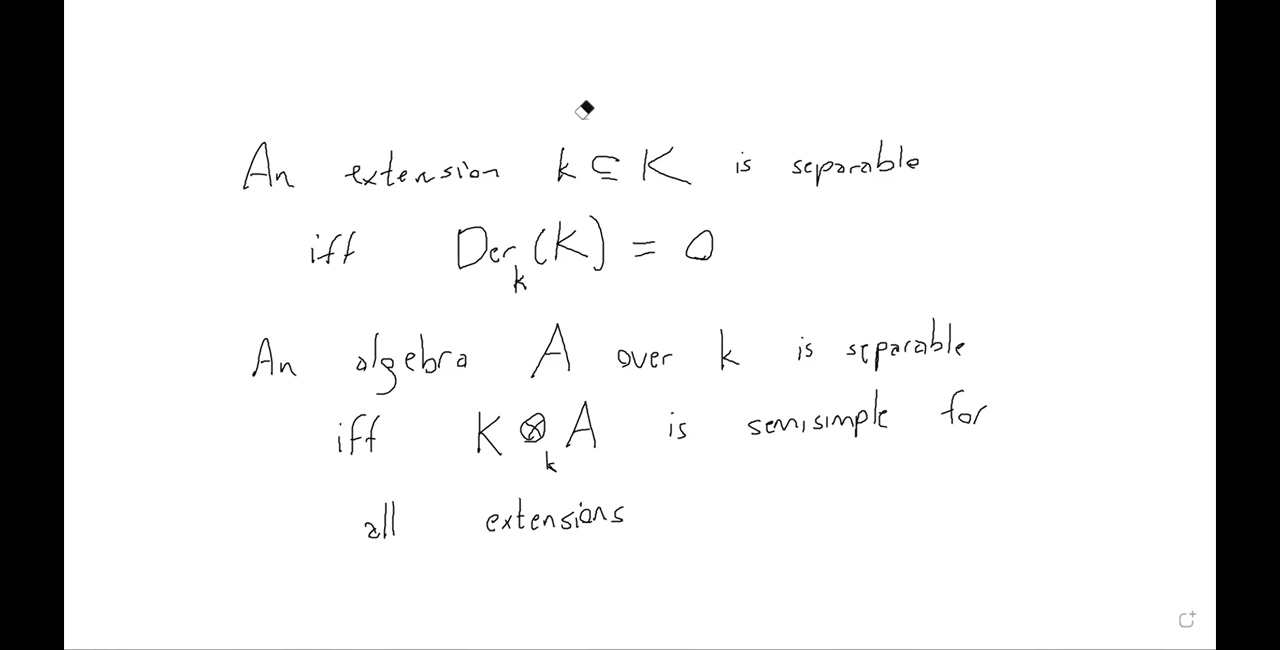 An extension k ⊆ K is separable
iff Der_k(K) = 0
An algebra A over k is separable
iff K ⊗_k A is semisimple for
all extensions